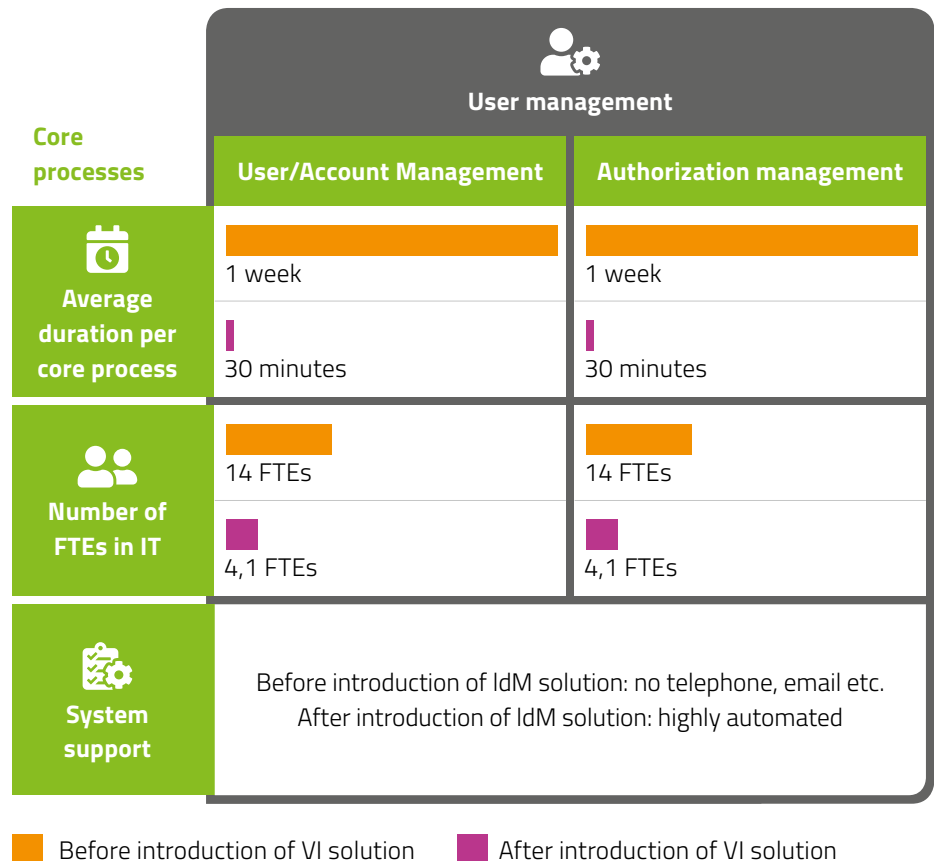 User management
Core
processes
User/Account Management
Authorization management
Average
duration per
core process
1 week
1 week
30 minutes
30 minutes
Number of
FTEs in IT
14 FTEs
14 FTEs
4,1 FTEs
4,1 FTEs
System
support
Before introduction of IdM solution: no telephone, email etc.
After introduction of IdM solution: highly automated
Before introduction of VI solution
After introduction of VI solution